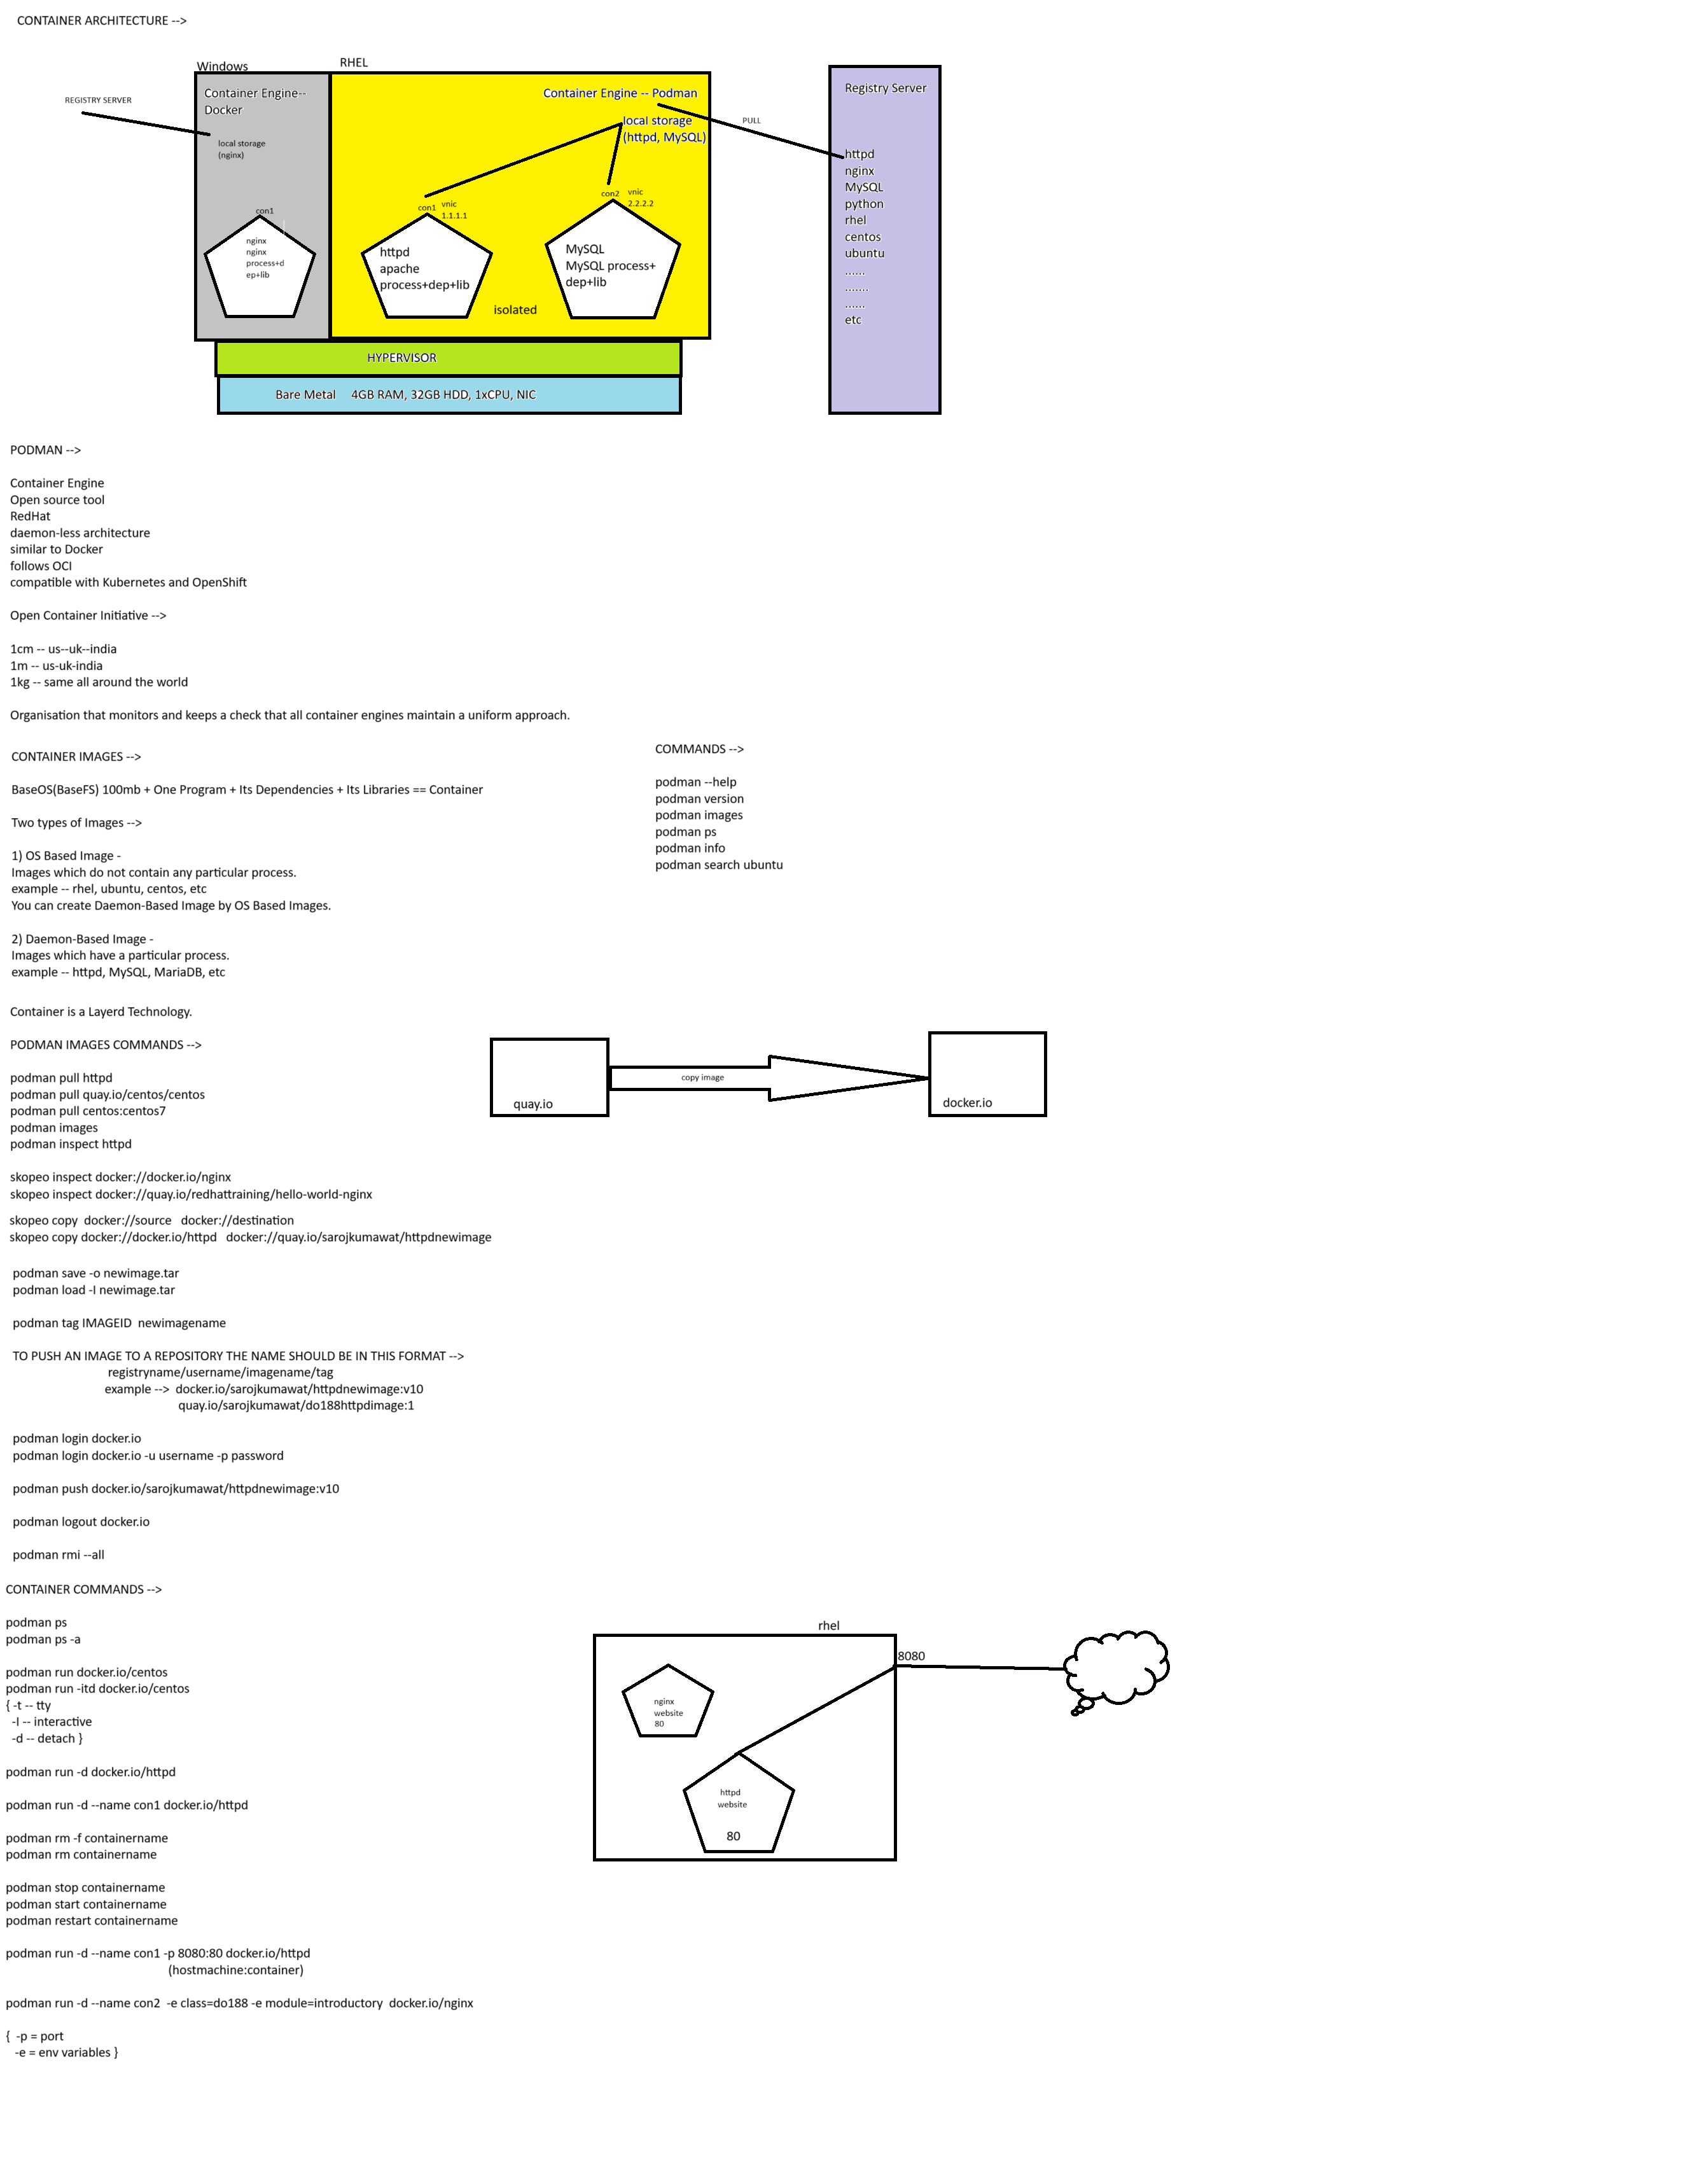 CONTAINER ARCHITECTURE -->
Windows
RHEL
REGISTRY SERVER
Container Engine--
Docker
local storage
(nginx)
con1
nginx
nginx
process+d
ep+lib
Container Engine -- Podman
local storage
(httpd, MySQL)
con1
vnic
1.1.1.1
httpd
apache
process+dep+lib
con2
vnic
2.2.2.2
MySQL
MySQL process+
dep+lib
isolated
PULL
Registry Server
httpd
nginx
MySQL
python
rhel
centos
ubuntu
......
.......
......
etc
HYPERVISOR
Bare Metal 4GB RAM, 32GB HDD, 1xCPU, NIC
PODMAN -->
Container Engine
Open source tool
RedHat
daemon-less architecture
similar to Docker
follows OCI
compatible with Kubernetes and OpenShift
Open Container Initiative -->
1cm -- us--uk--india
1m -- us-uk-india
1kg -- same all around the world
Organisation that monitors and keeps a check that all container engines maintain a uniform approach.
CONTAINER IMAGES -->
BaseOS(BaseFS) 100mb + One Program + Its Dependencies + Its Libraries == Container
Two types of Images -->
1) OS Based Image -
Images which do not contain any particular process.
example -- rhel, ubuntu, centos, etc
You can create Daemon-Based Image by OS Based Images.
2) Daemon-Based Image -
Images which have a particular process.
example -- httpd, MySQL, MariaDB, etc
COMMANDS -->
podman --help
podman version
podman images
podman ps
podman info
podman search ubuntu
Container is a Layerd Technology.
PODMAN IMAGES COMMANDS -->
podman pull httpd
podman pull quay.io/centos/centos
podman pull centos:centos7
podman images
podman inspect httpd
quay.io
copy image
docker.io
skopeo inspect docker://docker.io/nginx
skopeo inspect docker://quay.io/redhattraining/hello-world-nginx
skopeo copy docker://source docker://destination
skopeo copy docker://docker.io/httpd docker://quay.io/sarojkumawat/httpdnewimage
podman save -o newimage.tar
podman load -I newimage.tar
podman tag IMAGEID newimagename
TO PUSH AN IMAGE TO A REPOSITORY THE NAME SHOULD BE IN THIS FORMAT -->
registryname/username/imagename/tag
example --> docker.io/sarojkumawat/httpdnewimage:v10
quay.io/sarojkumawat/do188httpdimage:1
podman login docker.io
podman login docker.io -u username -p password
podman push docker.io/sarojkumawat/httpdnewimage:v10
podman logout docker.io
podman rmi --all
CONTAINER COMMANDS -->
podman ps
podman ps -a
podman run docker.io/centos
podman run -itd docker.io/centos
{ -t -- tty
-I -- interactive
-d -- detach }
podman run -d docker.io/httpd
podman run -d --name con1 docker.io/httpd
podman rm -f containername
podman rm containername
podman stop containername
podman start containername
podman restart containername
podman run -d --name con1 -p 8080:80 docker.io/httpd
(hostmachine:container)
podman run -d --name con2 -e class=do188 -e module=introductory docker.io/nginx
{ -p = port
-e = env variables }
rhel
8080
nginx
website
80
httpd
website
80